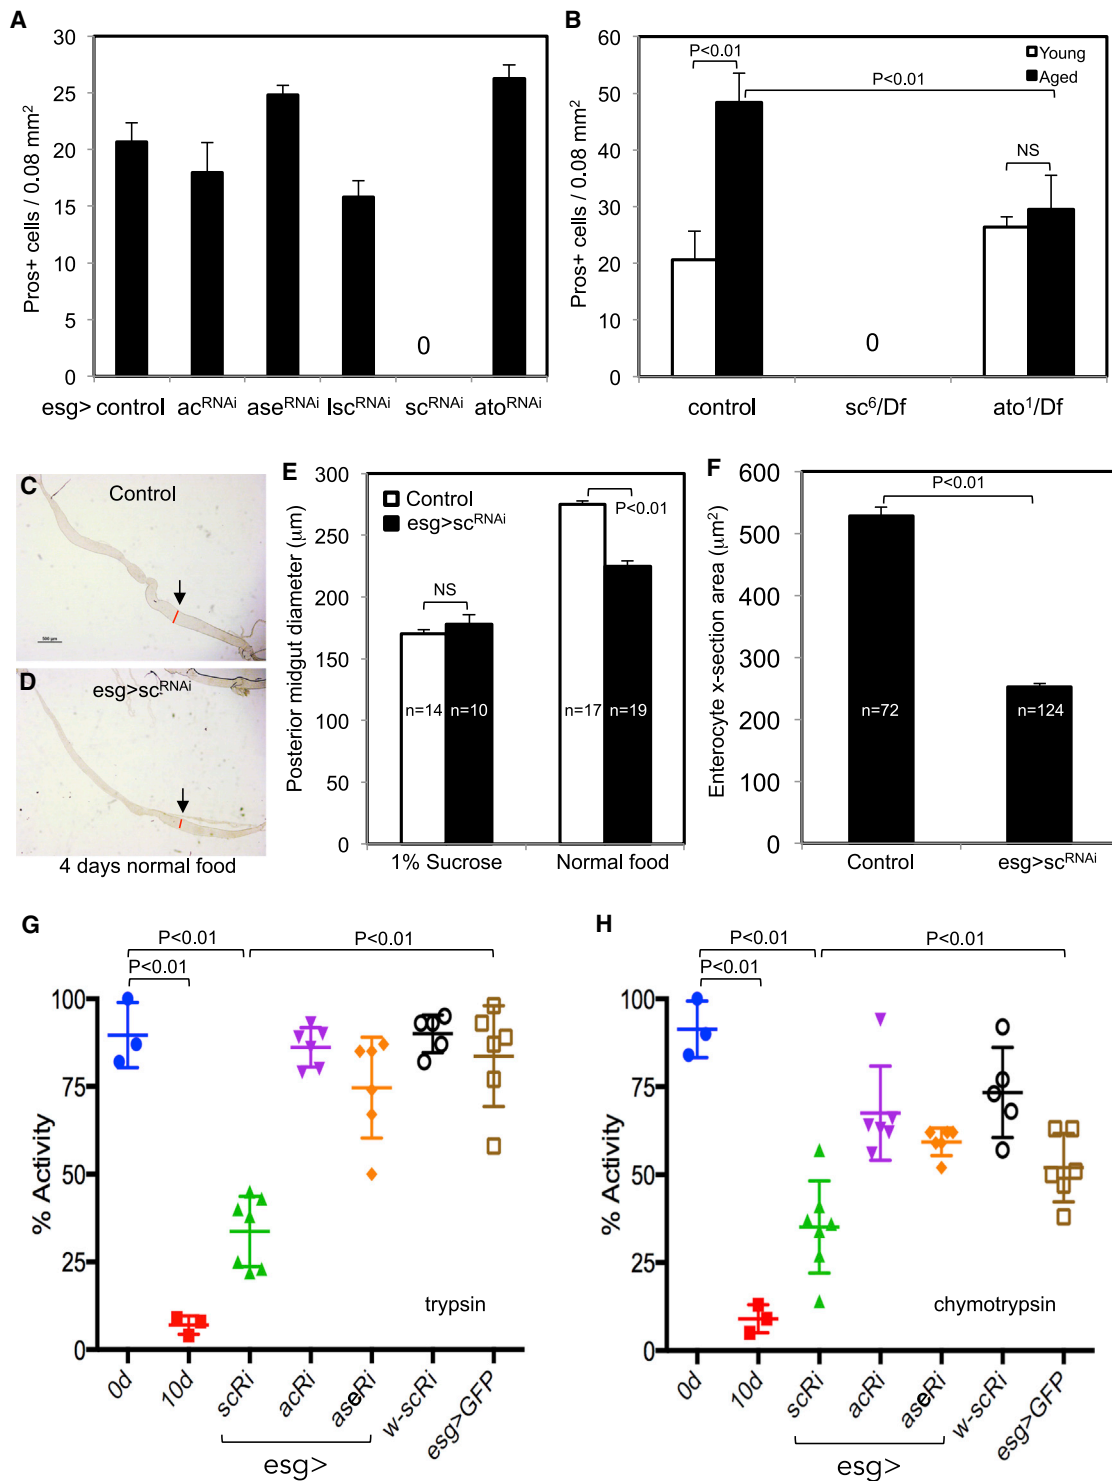 A
30
25
20
15
10
5
0
Pros+ cells / 0.08 mm²
0
esg> control acᴿᴺᴬⁱ aseᴿᴺᴬⁱ lscᴿᴺᴬⁱ scᴿᴺᴬⁱ atoᴿᴺᴬⁱ
B
60
50
40
30
20
10
0
Pros+ cells / 0.08 mm²
P<0.01
Young
Aged
P<0.01
NS
0
control sc⁶/Df ato¹/Df
C
Control
500 µm
D
esg>scᴿᴺᴬⁱ
4 days normal food
E
300
250
200
150
100
50
0
Posterior midgut diameter (µm)
Control
esg>scᴿᴺᴬⁱ
P<0.01
NS
n=14 n=10 n=17 n=19
1% Sucrose Normal food
F
600
500
400
300
200
100
0
Enterocyte x-section area (µm²)
P<0.01
n=72 n=124
Control esg>scᴿᴺᴬⁱ
G
P<0.01 P<0.01
P<0.01
100
75
50
25
0
% Activity
trypsin
0d 10d scRi acRi aseRi w-scRi esg>GFP
esg>
H
P<0.01 P<0.01
P<0.01
100
75
50
25
0
% Activity
chymotrypsin
0d 10d scRi acRi aseRi w-scRi esg>GFP
esg>